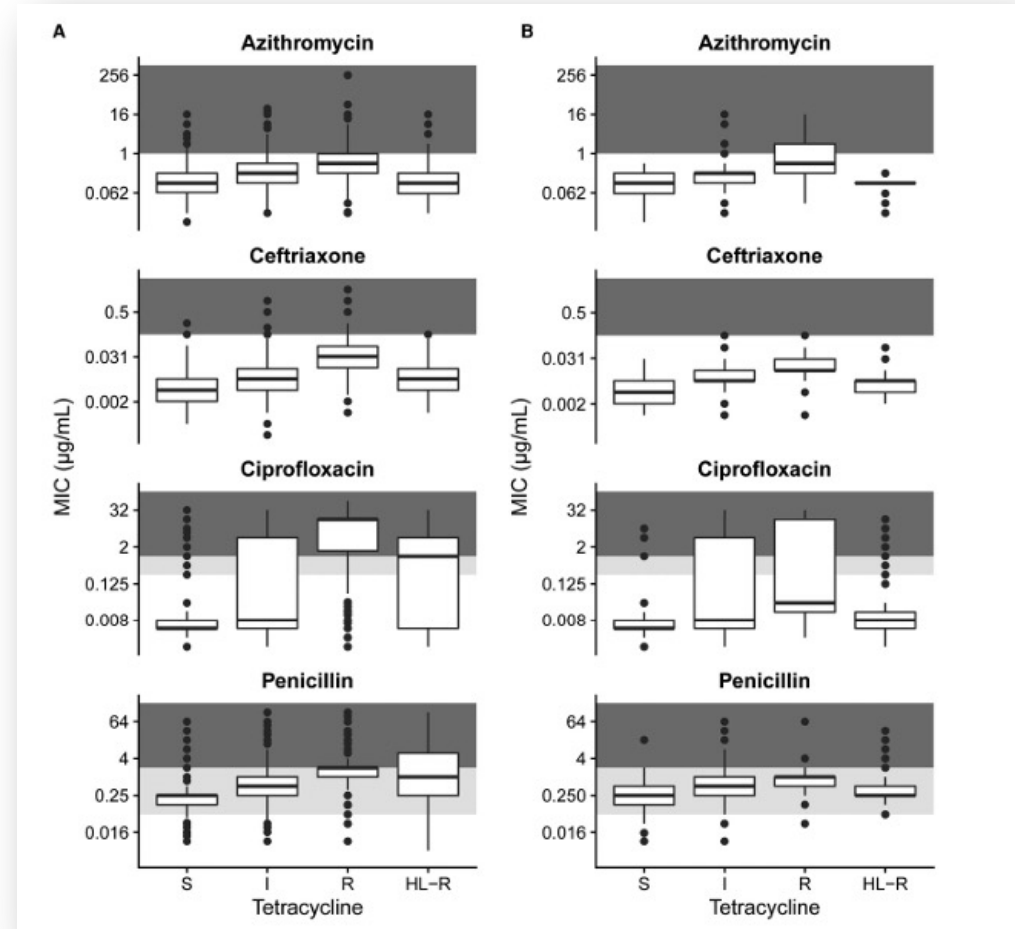 A
B
MIC (µg/mL)
Azithromycin
256
16
1
0.062
Ceftriaxone
0.5
0.031
0.002
Ciprofloxacin
32
2
0.125
0.008
Penicillin
64
4
0.25
0.016
S I R HL−R
Tetracycline
MIC (µg/mL)
Azithromycin
256
16
1
0.062
Ceftriaxone
0.5
0.031
0.002
Ciprofloxacin
32
2
0.125
0.008
Penicillin
64
4
0.250
0.016
S I R HL−R
Tetracycline